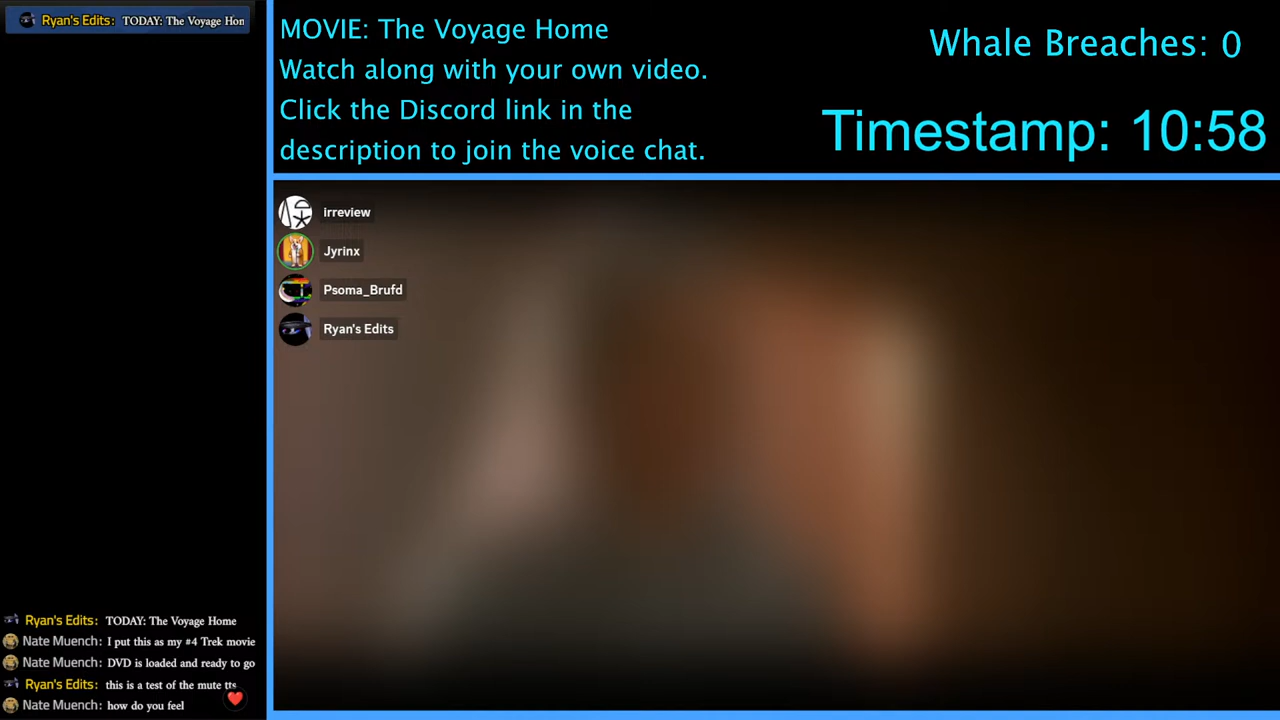 Ryan's Edits: TODAY: The Voyage Hon
MOVIE: The Voyage Home
Watch along with your own video.
Click the Discord link in the
description to join the voice chat.
Whale Breaches: 0
Timestamp: 10:58
irreview
Jyrinx
Psoma_Brufd
Ryan's Edits
Ryan's Edits: TODAY: The Voyage Home
Nate Muench: I put this as my #4 Trek movie
Nate Muench: DVD is loaded and ready to go
Ryan's Edits: this is a test of the mute tts
Nate Muench: how do you feel